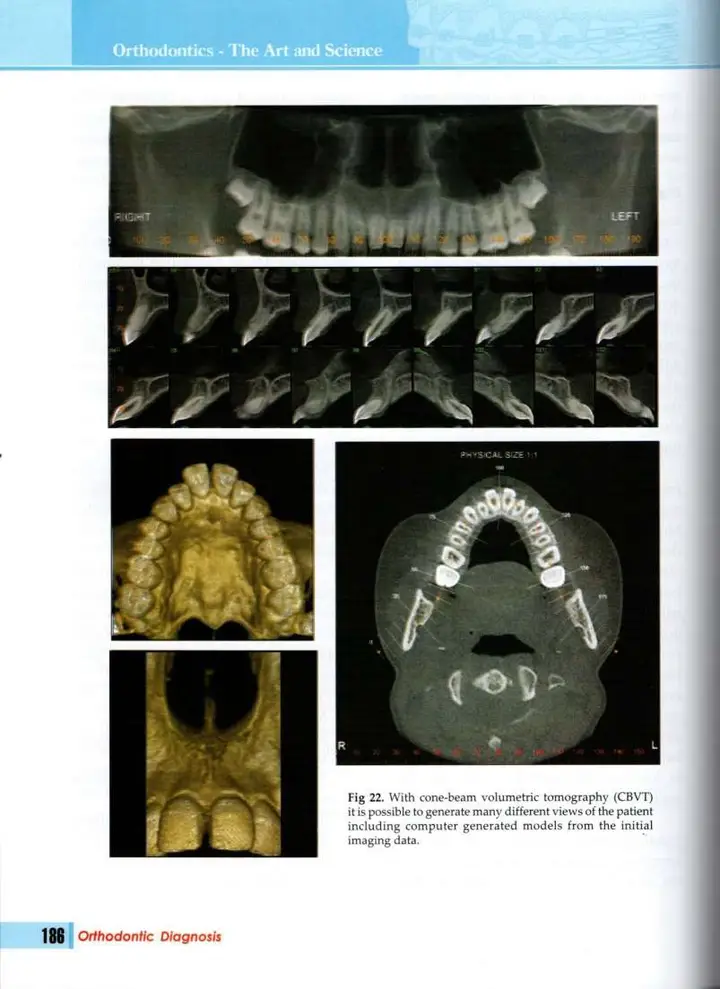 Orthodontics - The Art and Science
RIGHT
LEFT
PHYSICAL SIZE 1:1
R
L
Fig 22. With cone-beam volumetric tomography (CBVT)
it is possible to generate many different views of the patient
including computer generated models from the initial
imaging data.
186 Orthodontic Diagnosis